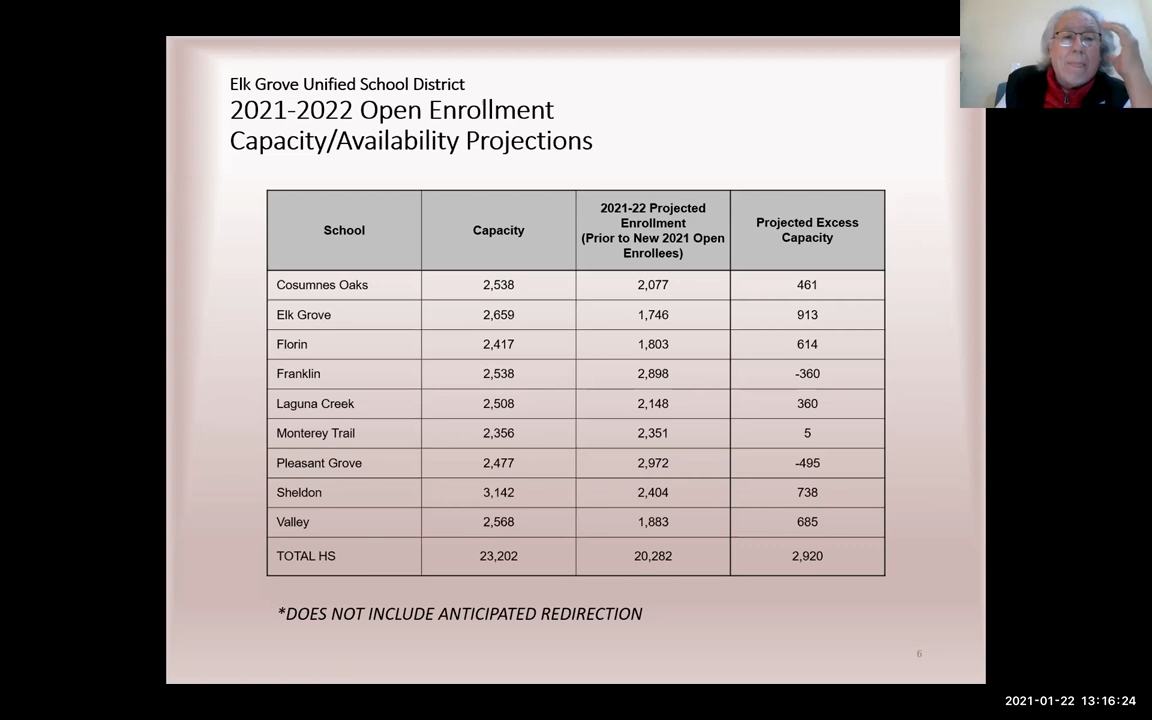 Elk Grove Unified School District
2021-2022 Open Enrollment
Capacity/Availability Projections
School Capacity 2021-22 Projected Enrollment (Prior to New 2021 Open Enrollees) Projected Excess Capacity
Cosumnes Oaks 2,538 2,077 461
Elk Grove 2,659 1,746 913
Florin 2,417 1,803 614
Franklin 2,538 2,898 -360
Laguna Creek 2,508 2,148 360
Monterey Trail 2,356 2,351 5
Pleasant Grove 2,477 2,972 -495
Sheldon 3,142 2,404 738
Valley 2,568 1,883 685
TOTAL HS 23,202 20,282 2,920
*DOES NOT INCLUDE ANTICIPATED REDIRECTION
6
2021-01-22 13:16:24